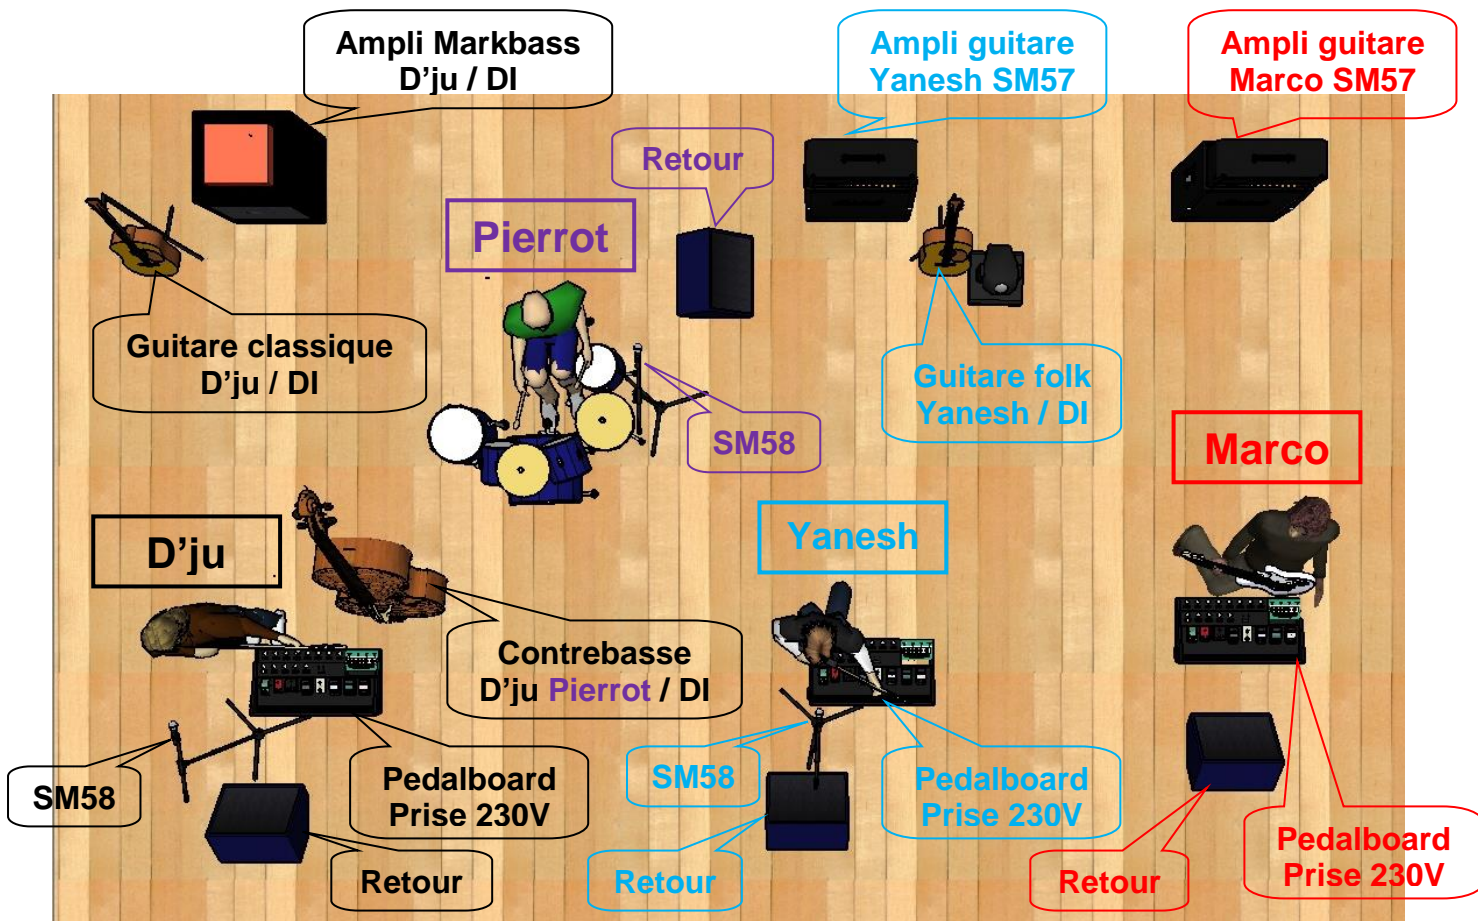 Ampli Markbass
D'ju / DI
Ampli guitare
Yanesh SM57
Ampli guitare
Marco SM57
Retour
Pierrot
Guitare classique
D'ju / DI
Guitare folk
Yanesh / DI
SM58
Marco
D'ju
Yanesh
Contrebasse
D'ju Pierrot / DI
SM58
Pedalboard
Prise 230V
Retour
SM58
Pedalboard
Prise 230V
Retour
Retour
Pedalboard
Prise 230V